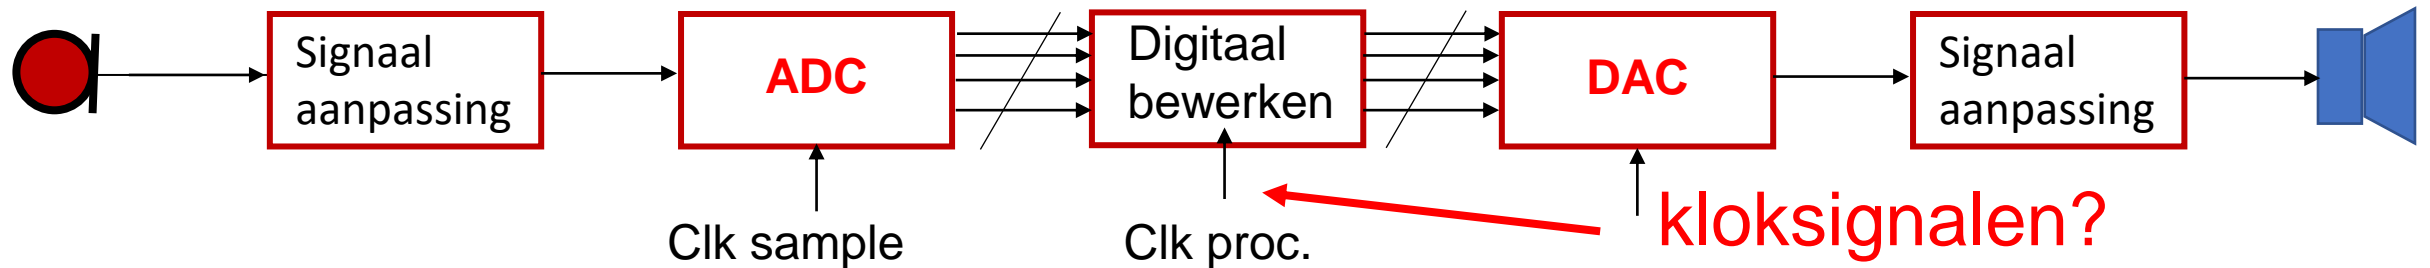 Signaal
aanpassing
ADC
Digitaal
bewerken
DAC
Signaal
aanpassing
Clk sample
Clk proc.
kloksignalen?